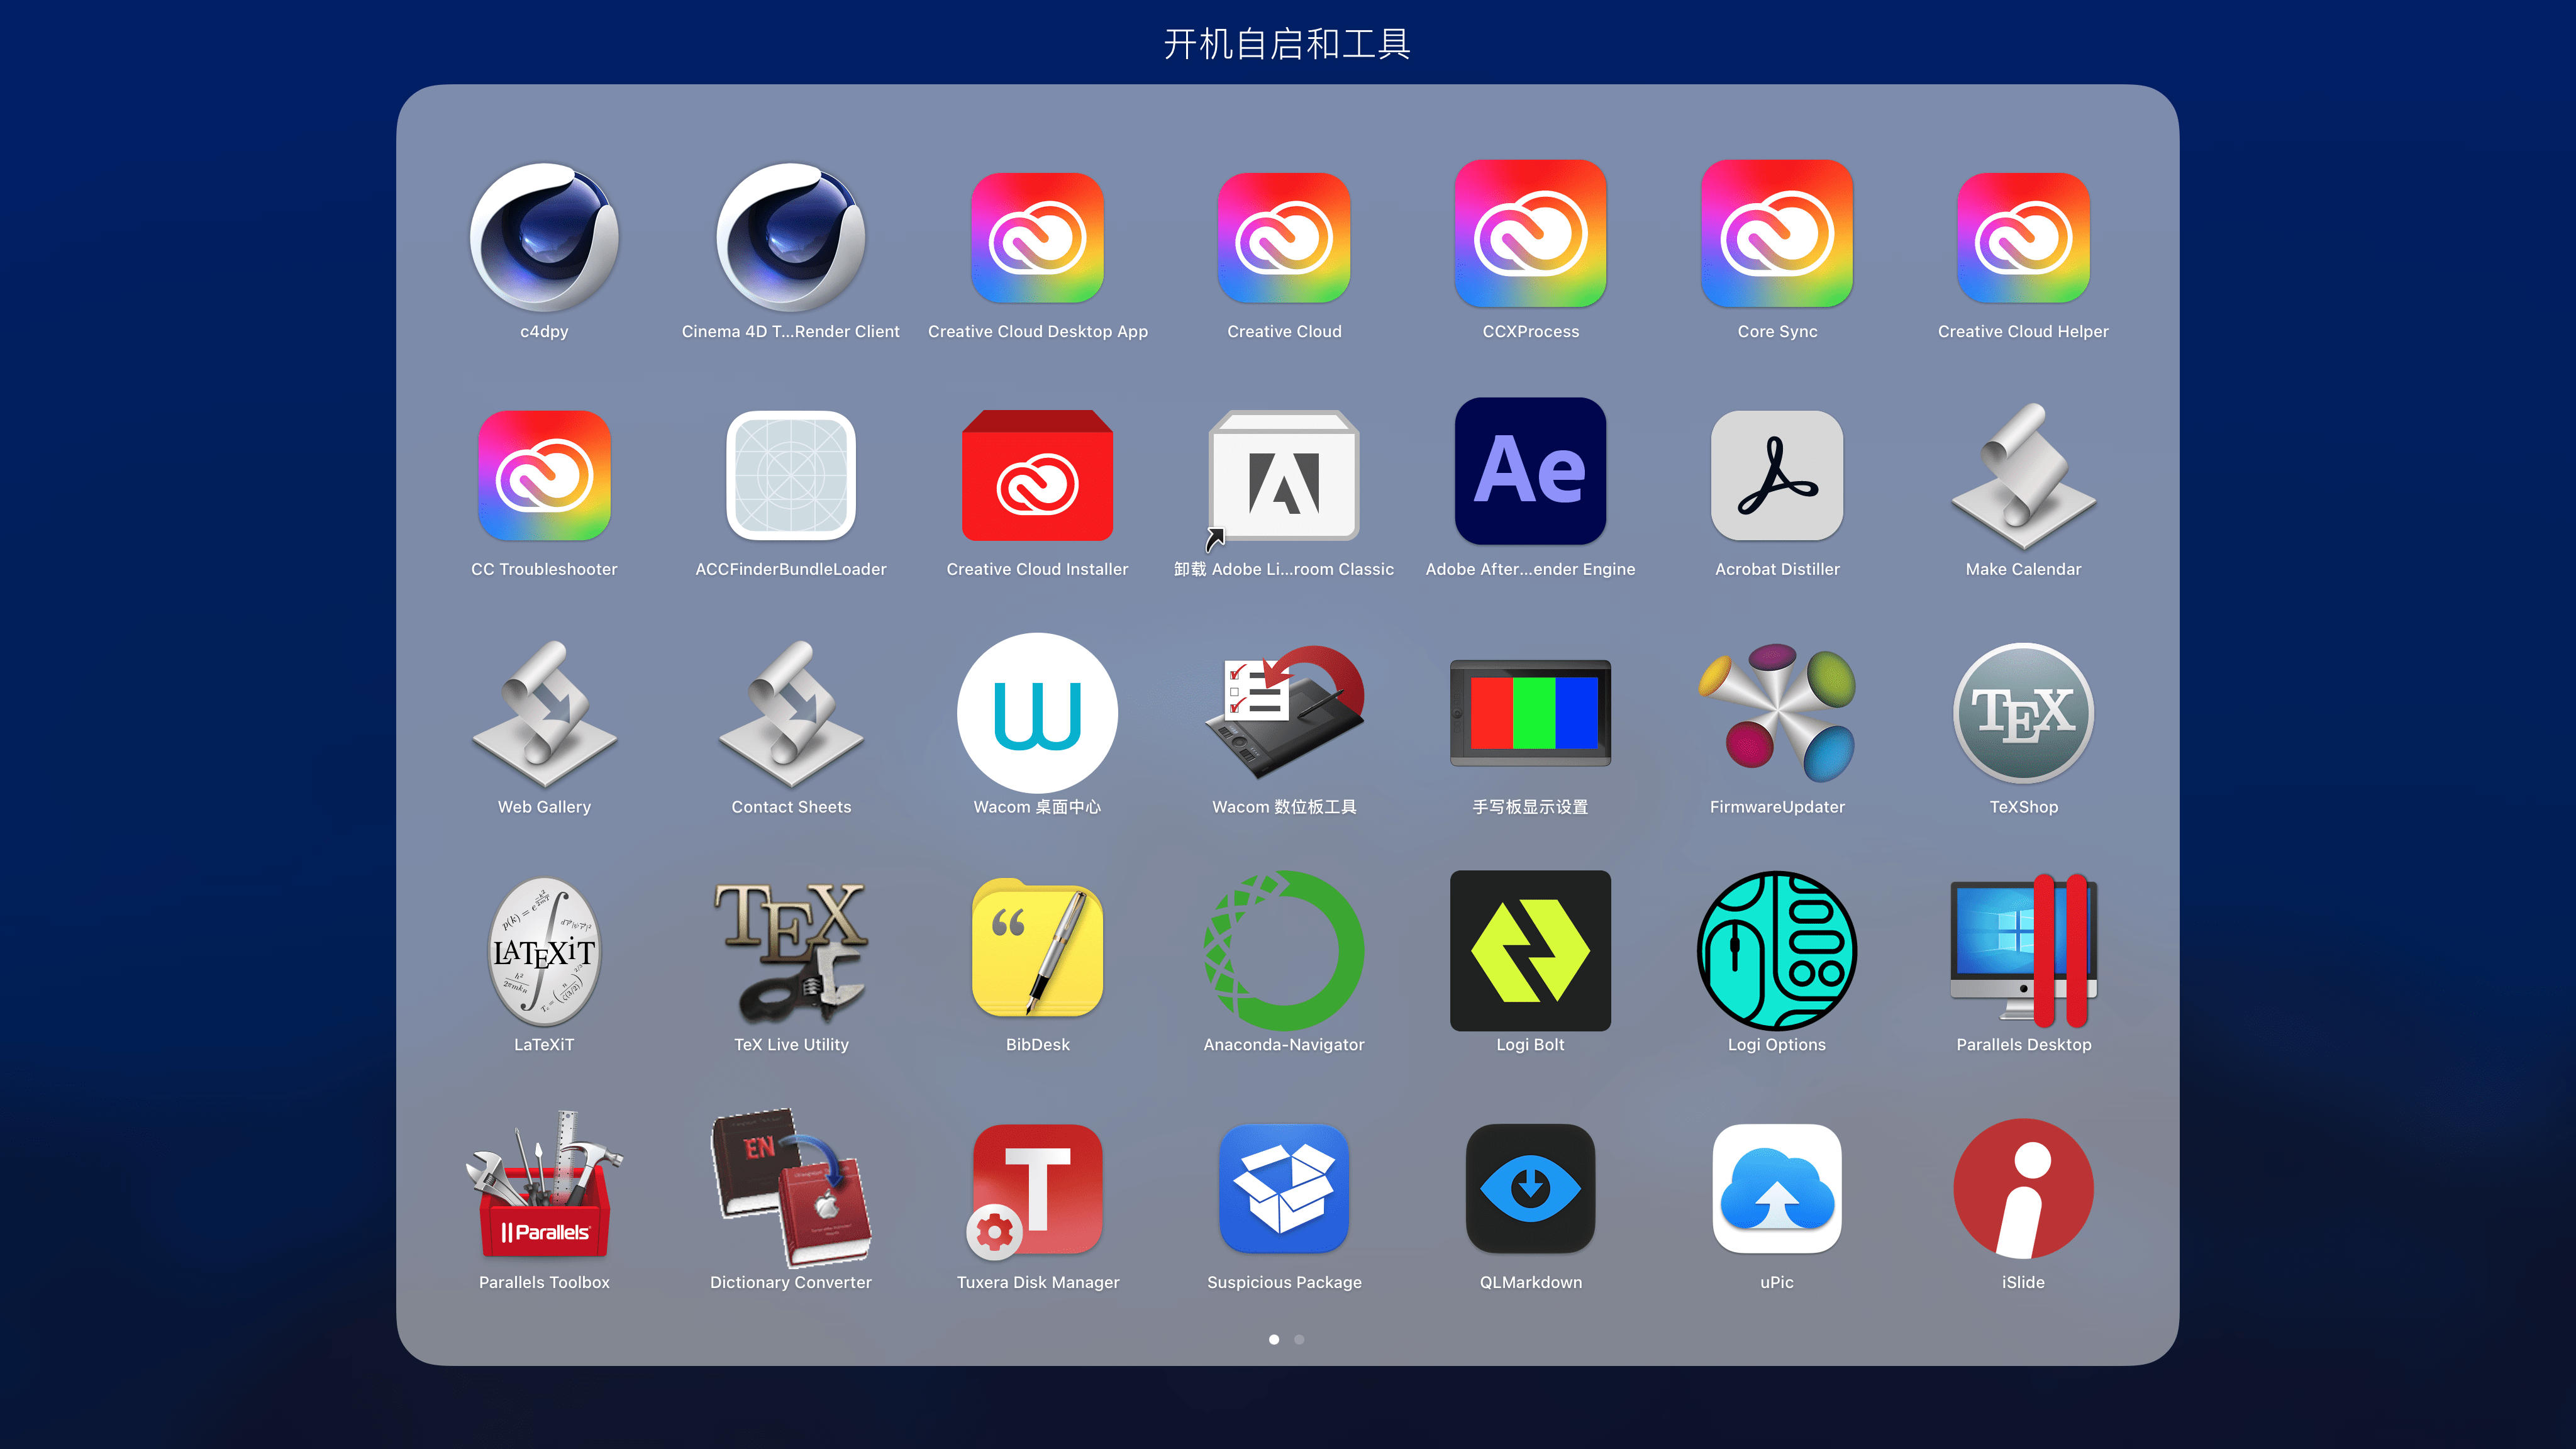 开机自启和工具
c4dpy
Cinema 4D T...Render Client
Creative Cloud Desktop App
Creative Cloud
CCXProcess
Core Sync
Creative Cloud Helper
Ae
CC Troubleshooter
ACCFinderBundleLoader
Creative Cloud Installer
卸载 Adobe Li...room Classic
Adobe After...ender Engine
Acrobat Distiller
Make Calendar
TEX
Web Gallery
Contact Sheets
Wacom 桌面中心
Wacom 数位板工具
手写板显示设置
FirmwareUpdater
TeXShop
LATEXiT
TEX
LaTeXiT
TeX Live Utility
BibDesk
Anaconda-Navigator
Logi Bolt
Logi Options
Parallels Desktop
Parallels
EN
T
Parallels Toolbox
Dictionary Converter
Tuxera Disk Manager
Suspicious Package
QLMarkdown
uPic
iSlide